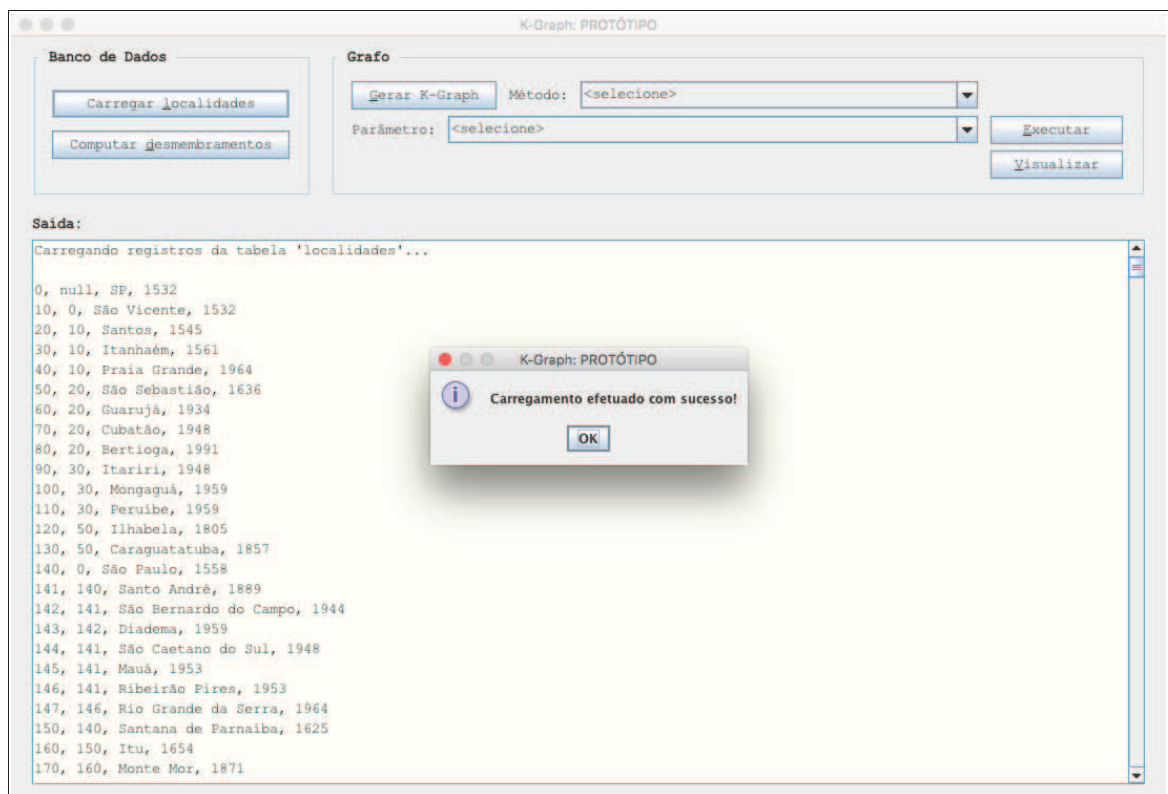 K-Graph: PROTÓTIPO
Banco de Dados
Carregar localidades
Computar desmembramentos
Grafo
Gerar K-Graph
Método:
<selecione>
Parâmetro:
<selecione>
Executar
Visualizar
Saída:
Carregando registros da tabela 'localidades'...
0, null, SP, 1532
10, 0, São Vicente, 1532
20, 10, Santos, 1545
30, 10, Itanhaém, 1561
40, 10, Praia Grande, 1964
50, 20, São Sebastião, 1636
60, 20, Guarujá, 1934
70, 20, Cubatão, 1948
80, 20, Bertioga, 1991
90, 30, Itariri, 1948
100, 30, Mongaguá, 1959
110, 30, Peruíbe, 1959
120, 50, Ilhabela, 1805
130, 50, Caraguatatuba, 1857
140, 0, São Paulo, 1558
141, 140, Santo André, 1889
142, 141, São Bernardo do Campo, 1944
143, 142, Diadema, 1959
144, 141, São Caetano do Sul, 1948
145, 141, Mauá, 1953
146, 141, Ribeirão Pires, 1953
147, 146, Rio Grande da Serra, 1964
150, 140, Santana de Parnaíba, 1625
160, 150, Itu, 1654
170, 160, Monte Mor, 1871
K-Graph: PROTÓTIPO
Carregamento efetuado com sucesso!
OK